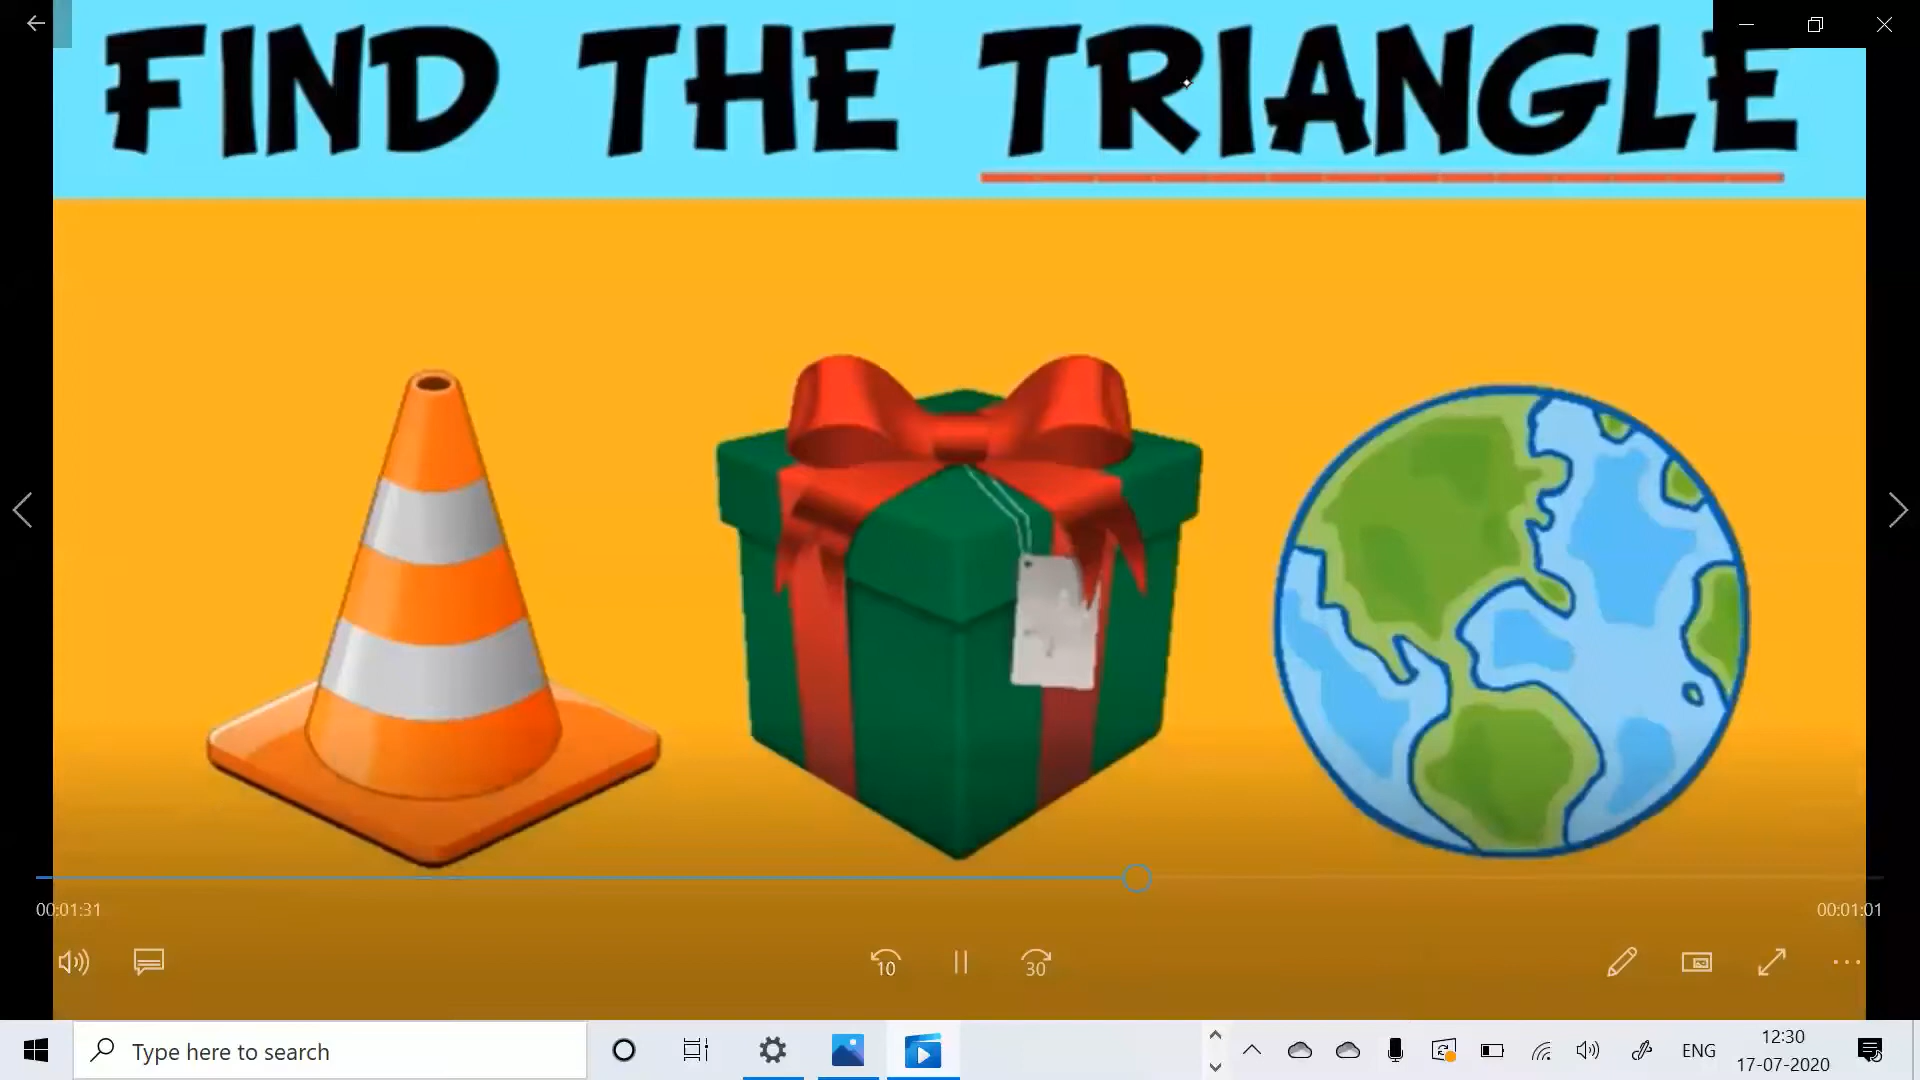 FIND THE TRIANGLE
00:01:31
00:01:01
10
30
Type here to search
ENG
12:30
17-07-2020